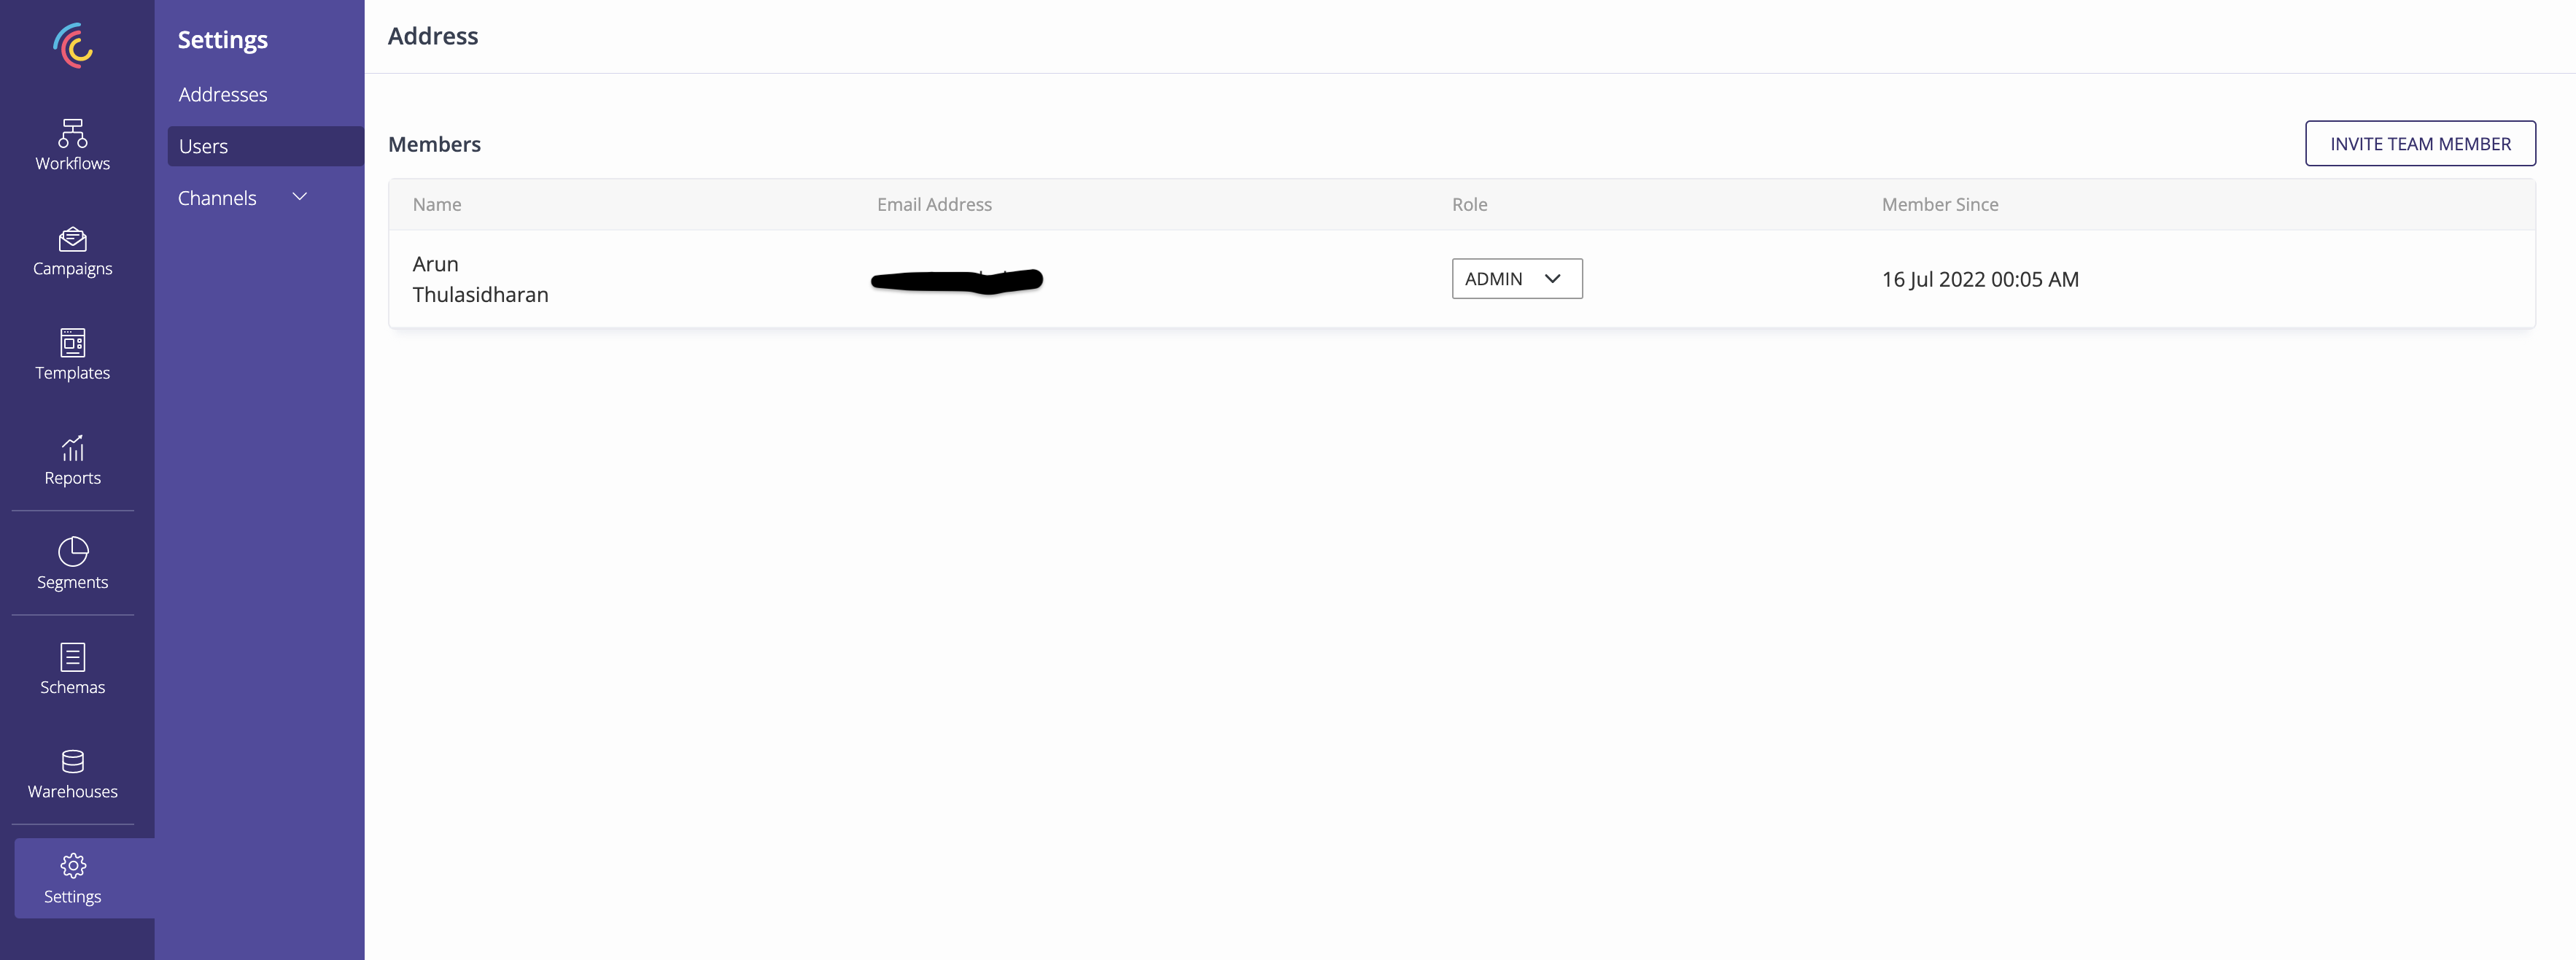 Workflows
Campaigns
Templates
Reports
Segments
Schemas
Warehouses
Settings
Settings
Addresses
Users
Channels
Address
Members
INVITE TEAM MEMBER
Name Email Address Role Member Since
Arun
Thulasidharan
ADMIN
16 Jul 2022 00:05 AM